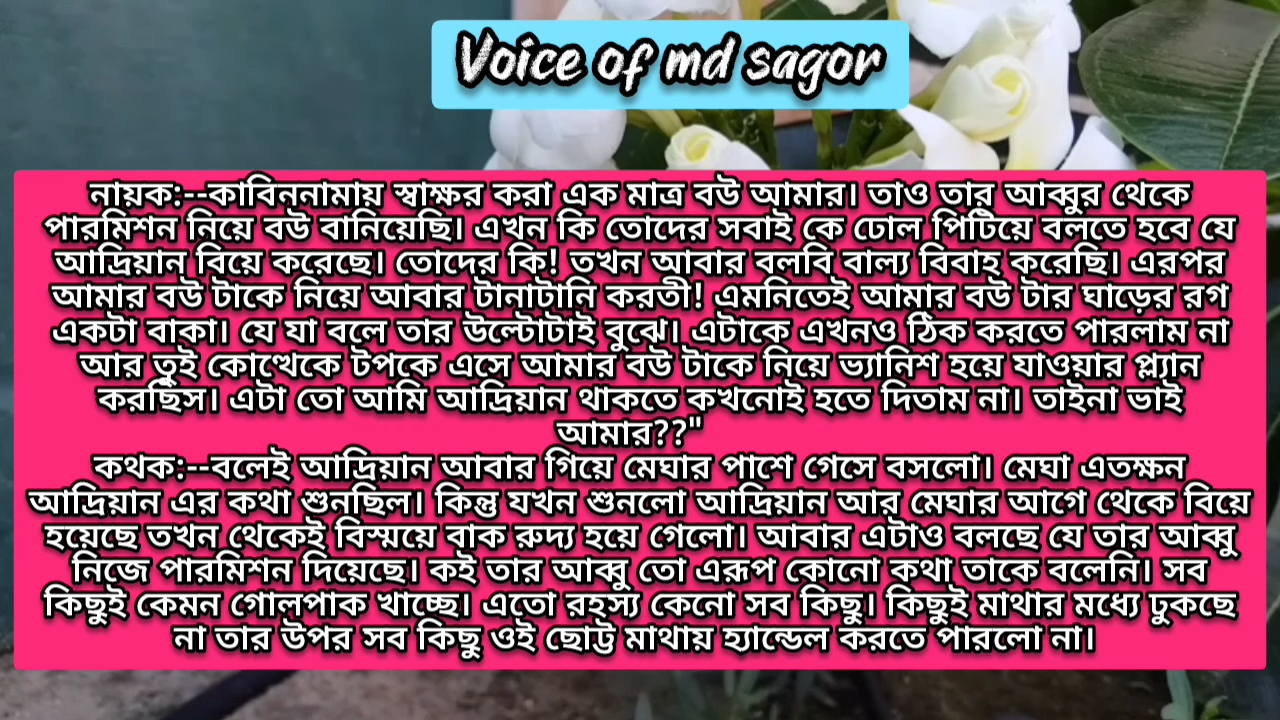 Voice of md sagor
নায়ক:--কাবিননামায় স্বাক্ষর করা এক মাত্র বউ আমার। তাও তার আব্বুর থেকে
পারমিশন নিয়ে বউ বানিয়েছি। এখন কি তোদের সবাই কে ঢোল পিটিয়ে বলতে হবে যে
আদ্রিয়ান বিয়ে করেছে। তোদের কি! তখন আবার বলবি বাল্য বিবাহ করেছি। এরপর
আমার বউ টাকে নিয়ে আবার টানাটানি করতী! এমনিতেই আমার বউ টার ঘাড়ের রগ
একটা বাকা। যে যা বলে তার উল্টোটাই বুঝে। এটাকে এখনও ঠিক করতে পারলাম না
আর তুই কোত্থেকে টপকে এসে আমার বউ টাকে নিয়ে ভ্যানিশ হয়ে যাওয়ার প্ল্যান
করছিস। এটা তো আমি আদ্রিয়ান থাকতে কখনোই হতে দিতাম না। তাইনা ভাই
আমার??"
কথক:--বলেই আদ্রিয়ান আবার গিয়ে মেঘার পাশে গেসে বসলো। মেঘা এতক্ষন
আদ্রিয়ান এর কথা শুনছিল। কিন্তু যখন শুনলো আদ্রিয়ান আর মেঘার আগে থেকে বিয়ে
হয়েছে তখন থেকেই বিস্ময়ে বাক রুদ্য হয়ে গেলো। আবার এটাও বলছে যে তার আব্বু
নিজে পারমিশন দিয়েছে। কই তার আব্বু তো এরূপ কোনো কথা তাকে বলেনি। সব
কিছুই কেমন গোলপাক খাচ্ছে। এতো রহস্য কেনো সব কিছু। কিছুই মাথার মধ্যে ঢুকছে
না তার উপর সব কিছু ওই ছোট্ট মাথায় হ্যান্ডেল করতে পারলো না।